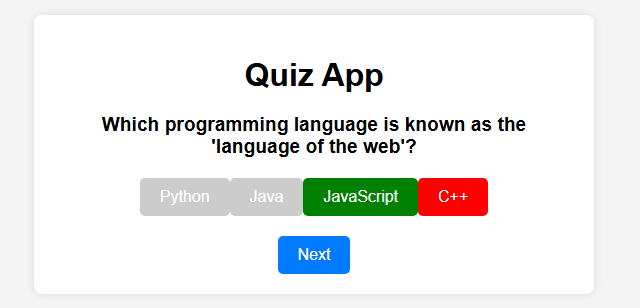 Quiz App
Which programming language is known as the
'language of the web'?
Python Java JavaScript C++
Next